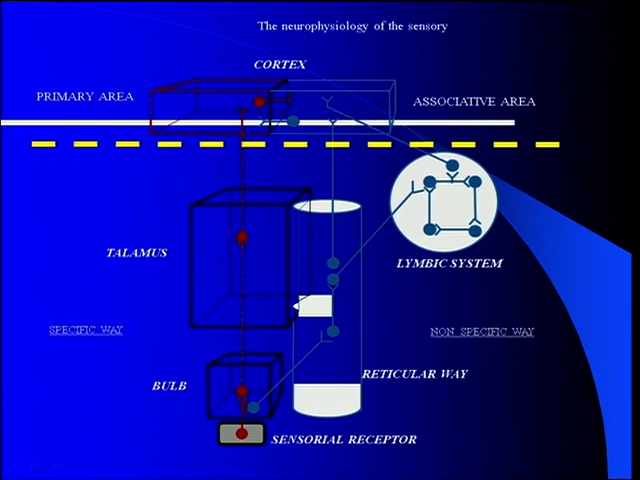 The neurophysiology of the sensory
CORTEX
PRIMARY AREA
ASSOCIATIVE AREA
TALAMUS
LYMBIC SYSTEM
SPECIFIC WAY
NON SPECIFIC WAY
BULB
RETICULAR WAY
SENSORIAL RECEPTOR